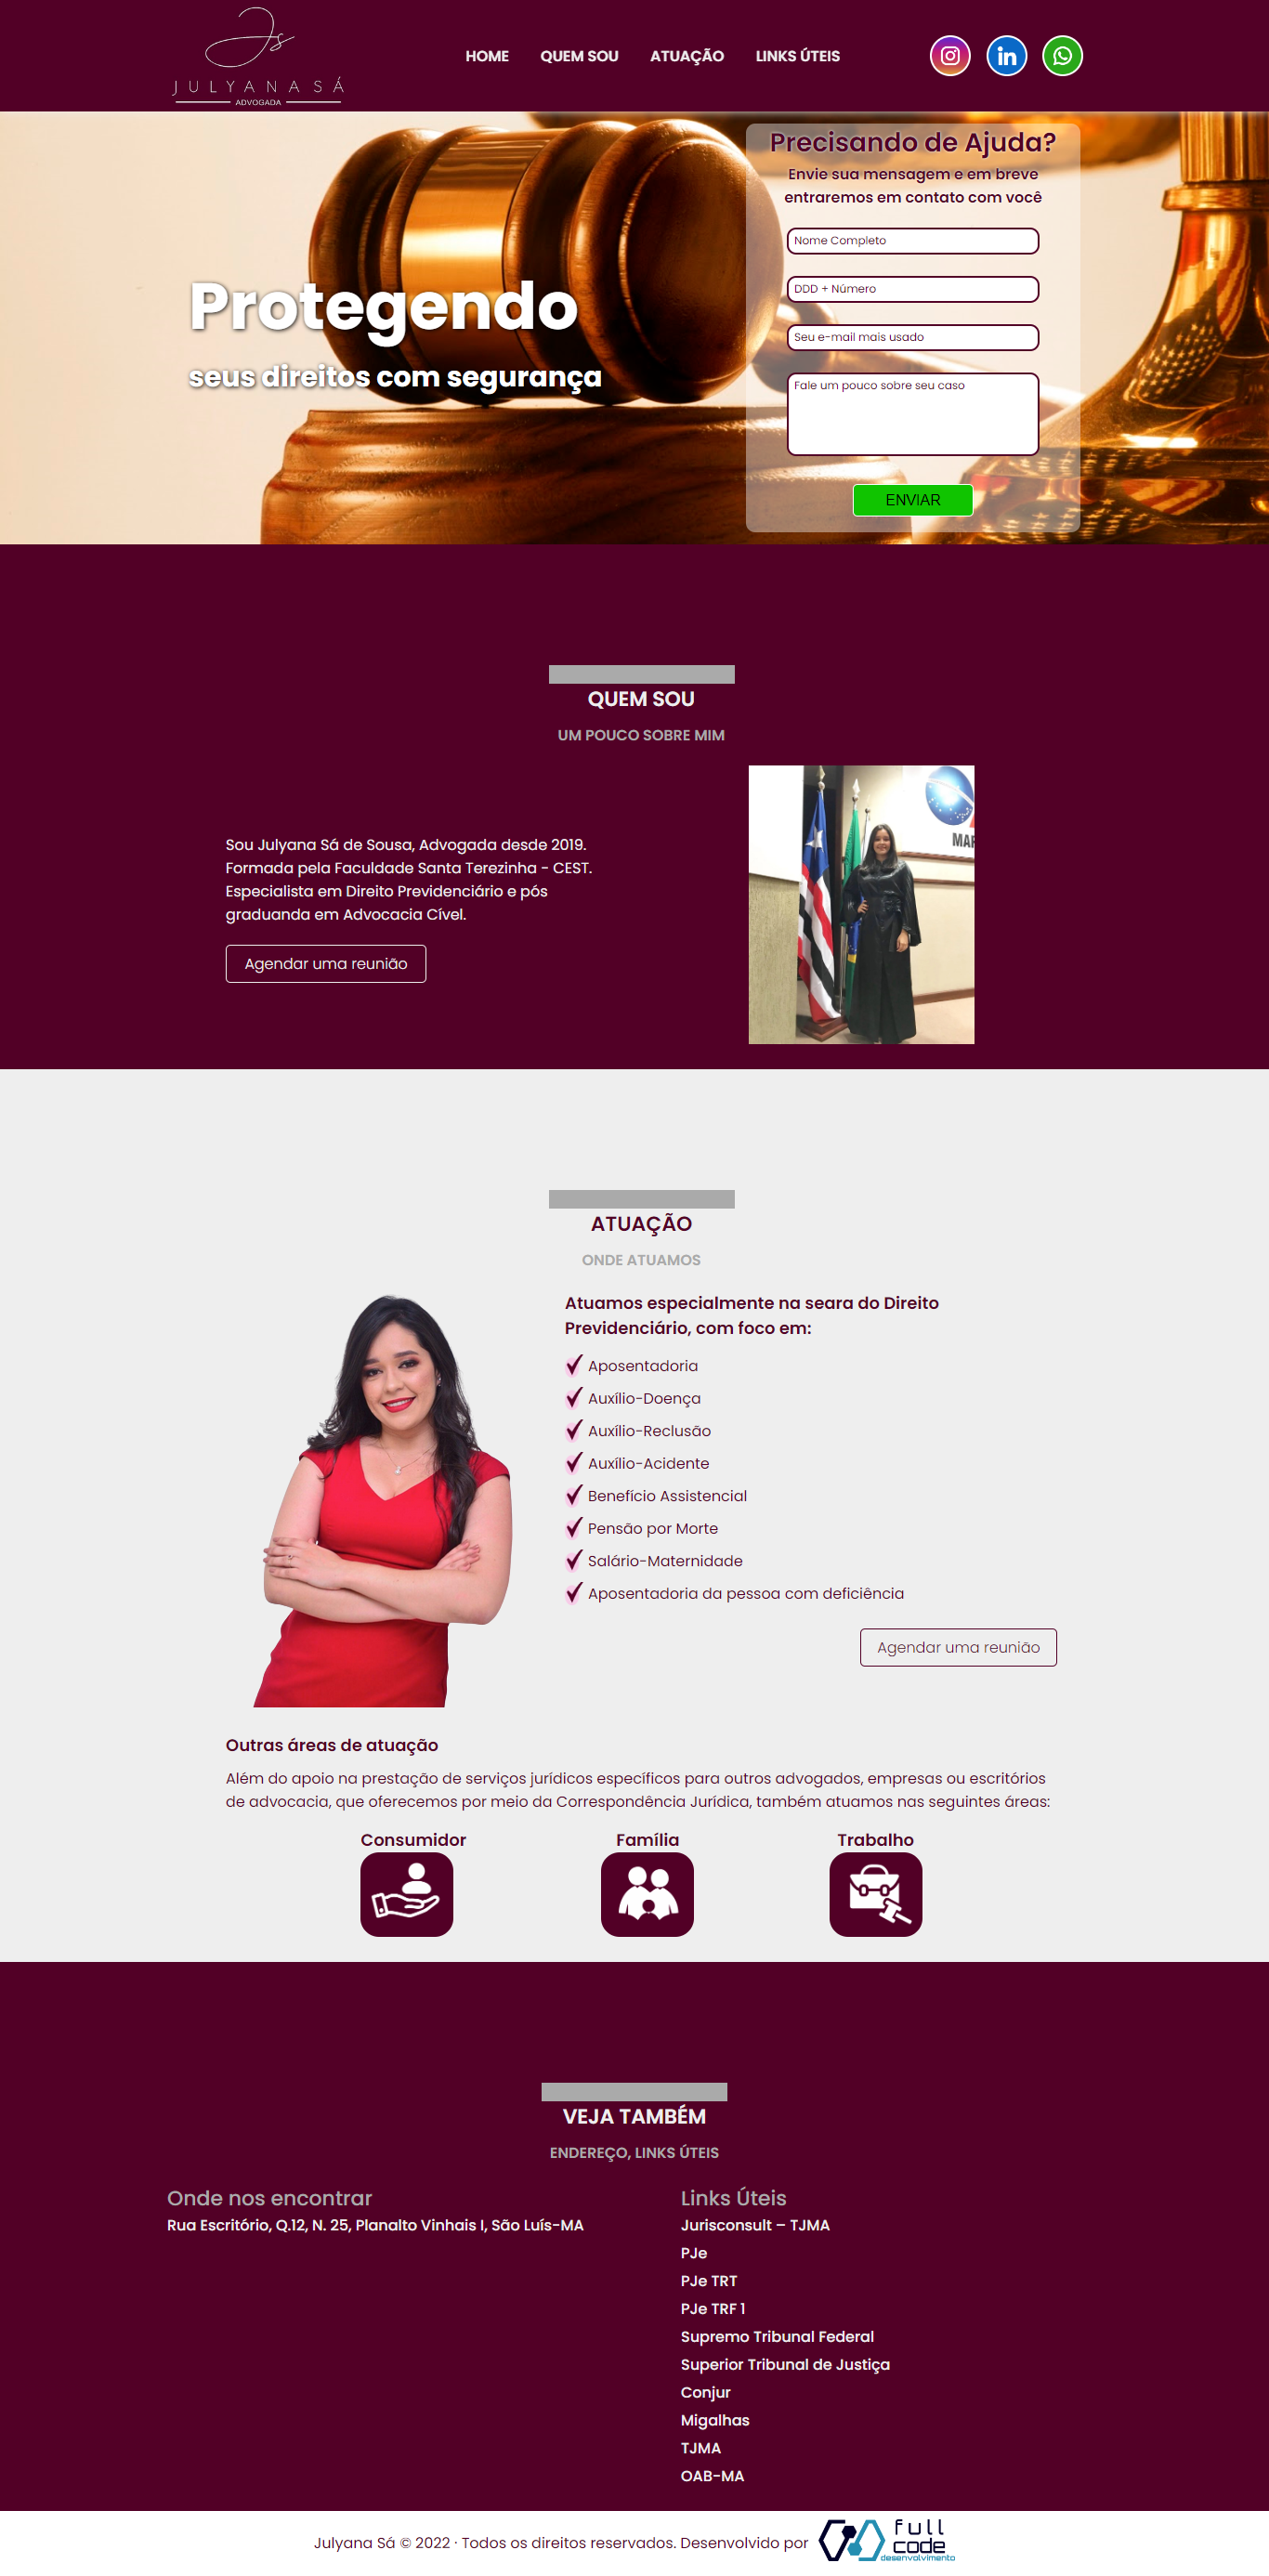 JULYANA SÁ
ADVOGADA
HOME
QUEM SOU
ATUAÇÃO
LINKS ÚTEIS
Protegendo
seus direitos com segurança
Precisando de Ajuda?
Envie sua mensagem e em breve
entraremos em contato com você
Nome Completo
DDD + Número
Seu e-mail mais usado
Fale um pouco sobre seu caso
ENVIAR
QUEM SOU
UM POUCO SOBRE MIM
Sou Julyana Sá de Sousa, Advogada desde 2019.
Formada pela Faculdade Santa Terezinha - CEST.
Especialista em Direito Previdenciário e pós
graduanda em Advocacia Cível.
Agendar uma reunião
MAR
ATUAÇÃO
ONDE ATUAMOS
Atuamos especialmente na seara do Direito
Previdenciário, com foco em:
Aposentadoria
Auxílio-Doença
Auxílio-Reclusão
Auxílio-Acidente
Benefício Assistencial
Pensão por Morte
Salário-Maternidade
Aposentadoria da pessoa com deficiência
Agendar uma reunião
Outras áreas de atuação
Além do apoio na prestação de serviços jurídicos específicos para outros advogados, empresas ou escritórios
de advocacia, que oferecemos por meio da Correspondência Jurídica, também atuamos nas seguintes áreas:
Consumidor
Família
Trabalho
VEJA TAMBÉM
ENDEREÇO, LINKS ÚTEIS
Onde nos encontrar
Rua Escritório, Q.12, N. 25, Planalto Vinhais I, São Luís-MA
Links Úteis
Jurisconsult – TJMA
PJe
PJe TRT
PJe TRF 1
Supremo Tribunal Federal
Superior Tribunal de Justiça
Conjur
Migalhas
TJMA
OAB-MA
Julyana Sá © 2022 · Todos os direitos reservados. Desenvolvido por
full
code
desenvolvimento